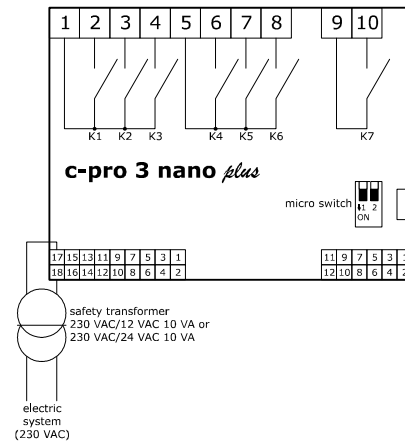 1 2 3 4 5 6 7 8 9 10
K1 K2 K3 K4 K5 K6 K7
c-pro 3 nano plus
micro switch
1 2
ON
17 15 13 11 9 7 5 3 1 11 9 7 5 3 1
18 16 14 12 10 8 6 4 2 12 10 8 6 4 2
safety transformer
230 VAC/12 VAC 10 VA or
230 VAC/24 VAC 10 VA
electric
system
(230 VAC)